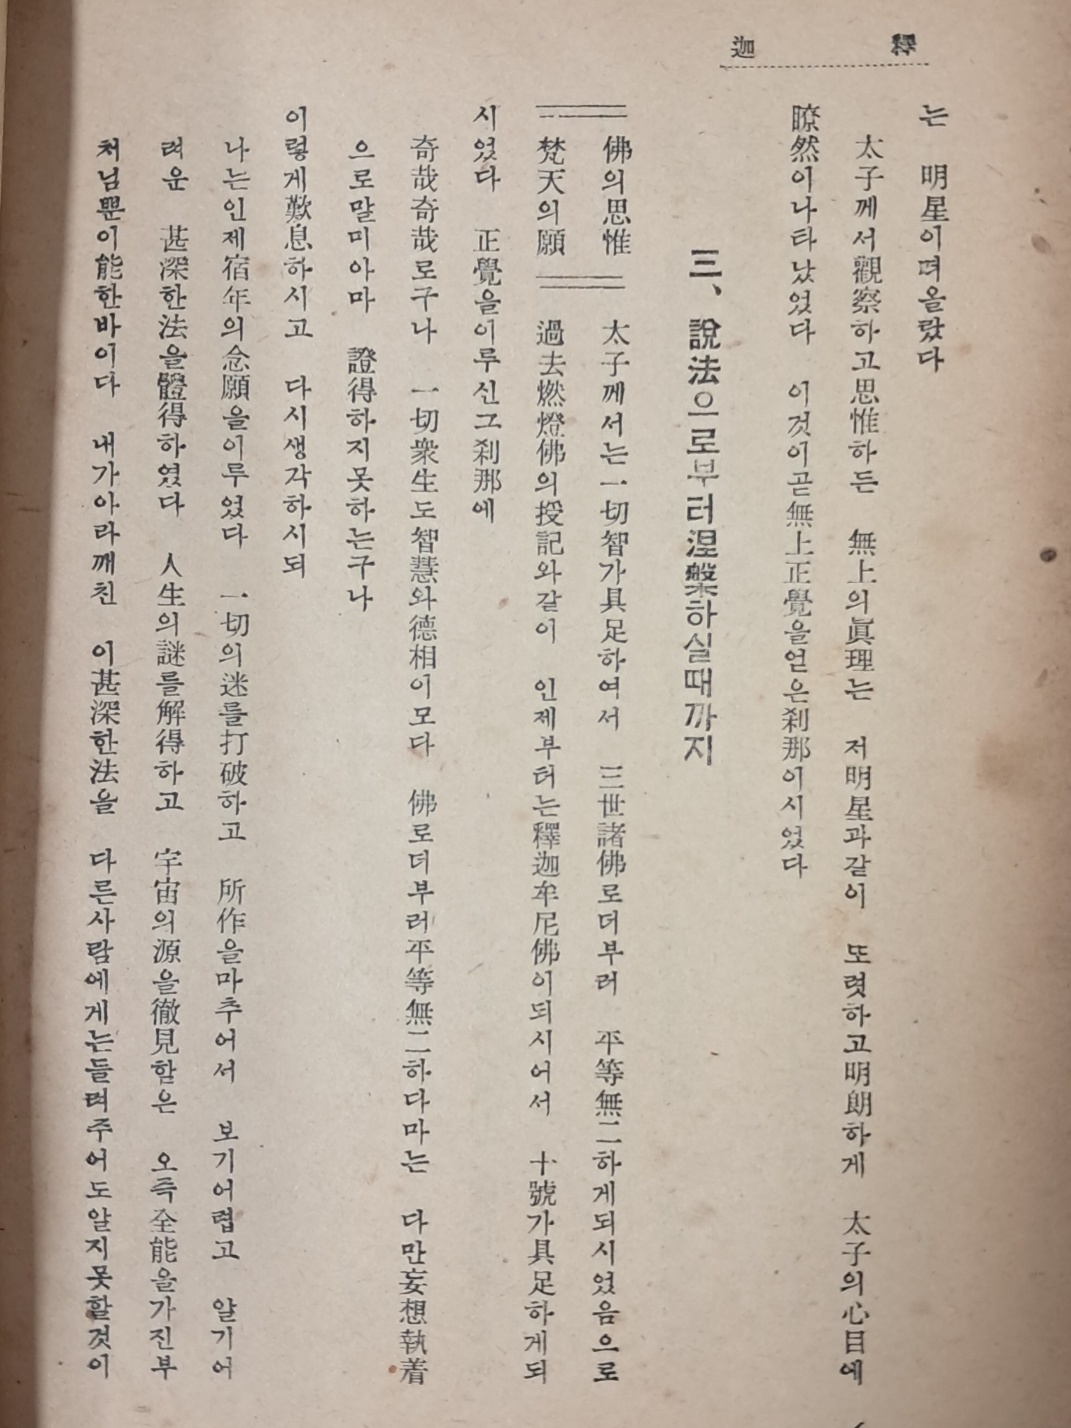 釋迦
는 明星이며올랐다
太子께서觀察하고思惟하든 無上의眞理는 저明星과같이 또렷하고明朗하게 太子의心目에
瞭然이나타났었다 이것이곧無上正覺을얻은刹那이시었다
三、說法으로부터涅槃하실때까지
佛의思惟
梵天의願
太子께서는一切智가具足하여서 三世諸佛로더부러 平等無二하게되시었음으로
過去燃燈佛의授記와같이 인제부터는釋迦牟尼佛이되시어서 十號가具足하게되
시었다 正覺을이루신그刹那에
奇哉奇哉로구나 一切衆生도智慧와德相이모다 佛로더부러平等無二하다마는 다만妄想執着
으로말미아마 證得하지못하는구나
이렇게歎息하시고 다시생각하시되
나는인제宿年의念願을이루었다 一切의迷를打破하고 所作을마추어서 보기어렵고 알기어
려운 甚深한法을體得하였다 人生의謎를解得하고 宇宙의源을徹見함은 오즉全能을가진부
처님뿐이能한바이다 내가아라깨친 이甚深한法을 다른사람에게는들려주어도알지못할것이